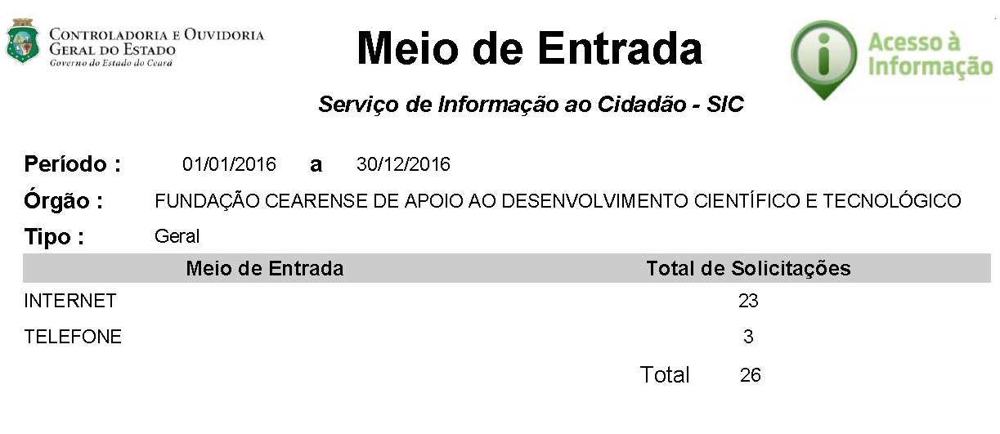 CONTROLADORIA E OUVIDORIA
GERAL DO ESTADO
Governo do Estado do Ceará
Meio de Entrada
Acesso à
Informação
Serviço de Informação ao Cidadão - SIC
Período : 01/01/2016 a 30/12/2016
Órgão : FUNDAÇÃO CEARENSE DE APOIO AO DESENVOLVIMENTO CIENTÍFICO E TECNOLÓGICO
Tipo : Geral
Meio de Entrada Total de Solicitações
INTERNET 23
TELEFONE 3
Total 26